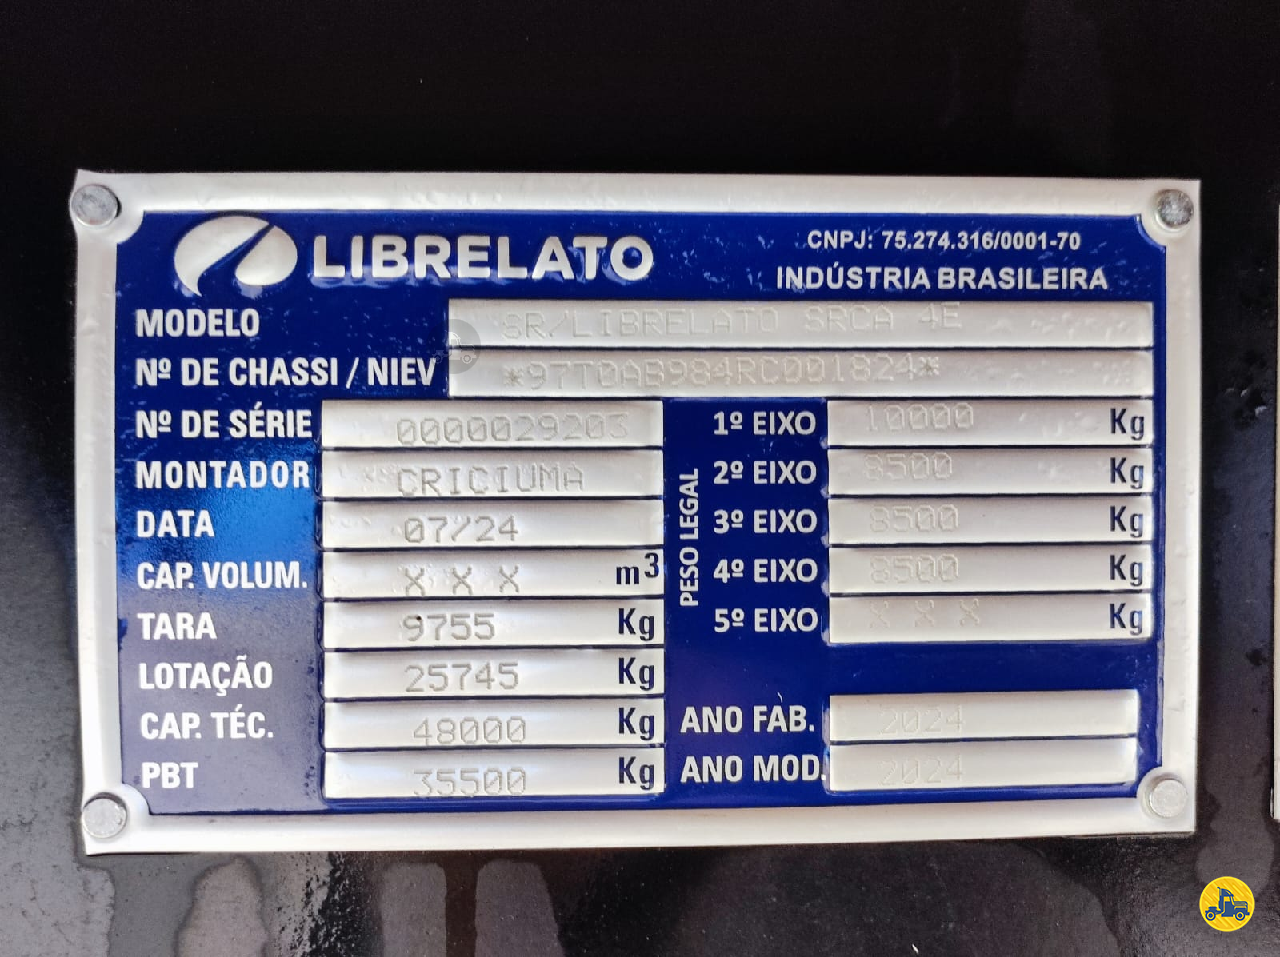 LIBRELATO
CNPJ: 75.274.316/0001-70
INDÚSTRIA BRASILEIRA
MODELO SR/LIBRELATO SRCA 4E
Nº DE CHASSI / NIEV *97T0AB984RC001824*
Nº DE SÉRIE 0000029203
MONTADOR CRICIUMA
DATA 07/24
CAP. VOLUM. X X X m³
TARA 9755 Kg
LOTAÇÃO 25745 Kg
CAP. TÉC. 48000 Kg
PBT 35500 Kg
PESO LEGAL
1º EIXO 10000 Kg
2º EIXO 8500 Kg
3º EIXO 8500 Kg
4º EIXO 8500 Kg
5º EIXO X X X Kg
ANO FAB. 2024
ANO MOD. 2024